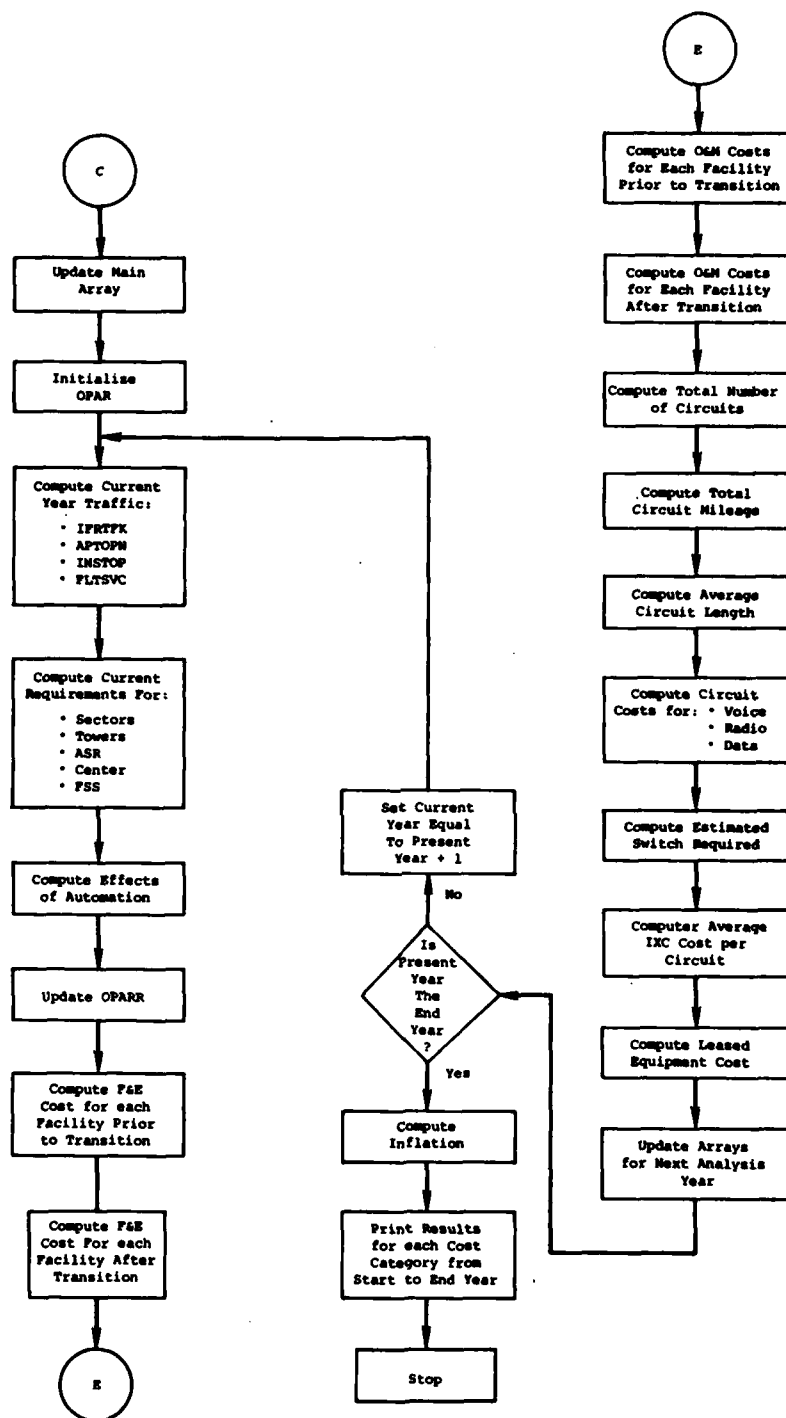 C
Update Main
Array
Initialize
OPAR
Compute Current
Year Traffic:
• IFRTFK
• APTOPN
• INSTOP
• FLTSVC
Compute Current
Requirements For:
• Sectors
• Towers
• ASR
• Center
• FSS
Compute Effects
of Automation
Update OPARR
Compute F&E
Cost for each
Facility Prior
to Transition
Compute F&E
Cost For each
Facility After
Transition
E
Set Current
Year Equal
To Present
Year + 1
No
Is
Present
Year
The
End
Year
?
Yes
Compute
Inflation
Print Results
for each Cost
Category from
Start to End Year
Stop
E
Compute O&M Costs
for Each Facility
Prior to Transition
Compute O&M Costs
for Each Facility
After Transition
Compute Total Number
of Circuits
Compute Total
Circuit Mileage
Compute Average
Circuit Length
Compute Circuit
Costs for: • Voice
• Radio
• Data
Compute Estimated
Switch Required
Computer Average
IXC Cost per
Circuit
Compute Leased
Equipment Cost
Update Arrays
for Next Analysis
Year